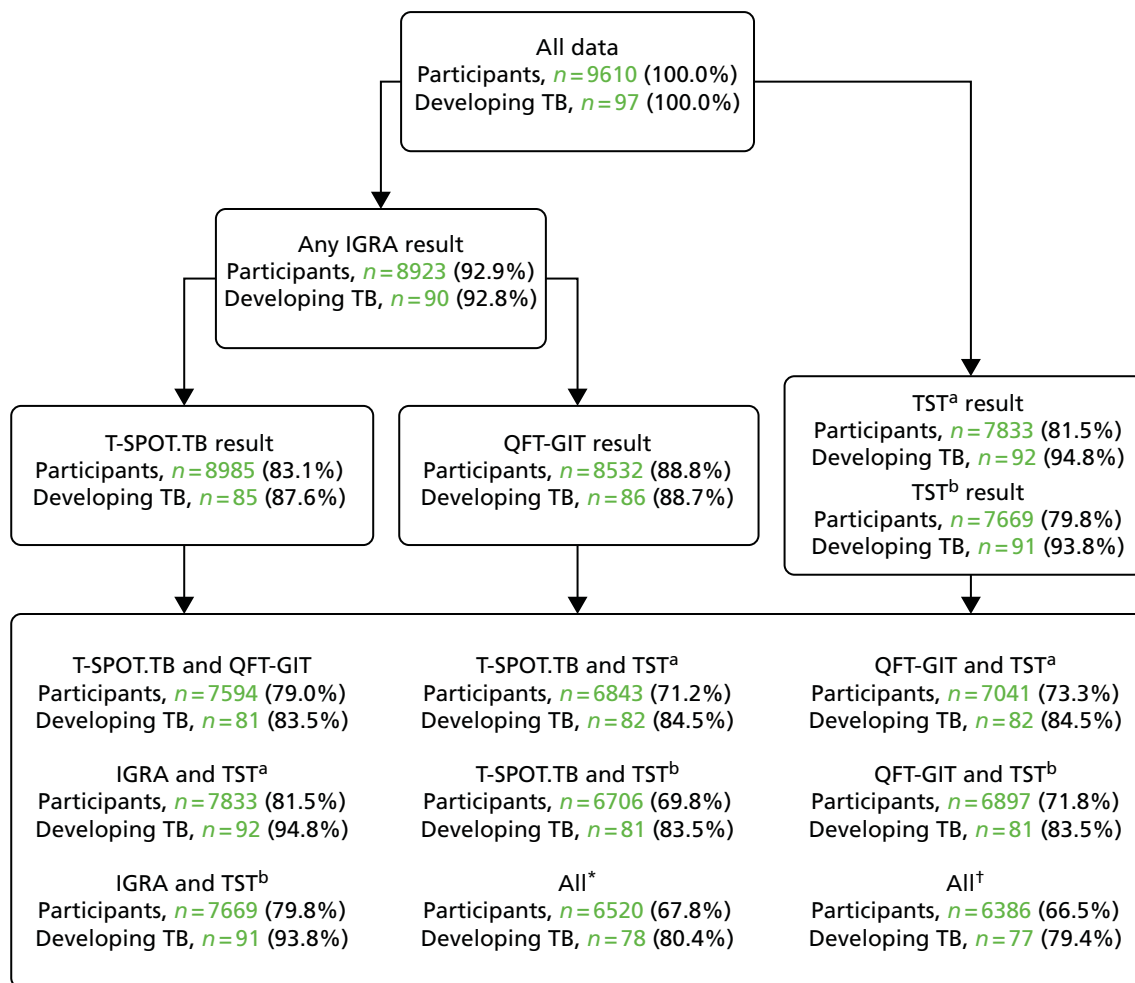 All data
Participants, n=9610 (100.0%)
Developing TB, n=97 (100.0%)
Any IGRA result
Participants, n=8923 (92.9%)
Developing TB, n=90 (92.8%)
T-SPOT.TB result
Participants, n=8985 (83.1%)
Developing TB, n=85 (87.6%)
QFT-GIT result
Participants, n=8532 (88.8%)
Developing TB, n=86 (88.7%)
TSTᵃ result
Participants, n=7833 (81.5%)
Developing TB, n=92 (94.8%)
TSTᵇ result
Participants, n=7669 (79.8%)
Developing TB, n=91 (93.8%)
T-SPOT.TB and QFT-GIT
Participants, n=7594 (79.0%)
Developing TB, n=81 (83.5%)
T-SPOT.TB and TSTᵃ
Participants, n=6843 (71.2%)
Developing TB, n=82 (84.5%)
QFT-GIT and TSTᵃ
Participants, n=7041 (73.3%)
Developing TB, n=82 (84.5%)
IGRA and TSTᵃ
Participants, n=7833 (81.5%)
Developing TB, n=92 (94.8%)
T-SPOT.TB and TSTᵇ
Participants, n=6706 (69.8%)
Developing TB, n=81 (83.5%)
QFT-GIT and TSTᵇ
Participants, n=6897 (71.8%)
Developing TB, n=81 (83.5%)
IGRA and TSTᵇ
Participants, n=7669 (79.8%)
Developing TB, n=91 (93.8%)
All*
Participants, n=6520 (67.8%)
Developing TB, n=78 (80.4%)
All†
Participants, n=6386 (66.5%)
Developing TB, n=77 (79.4%)